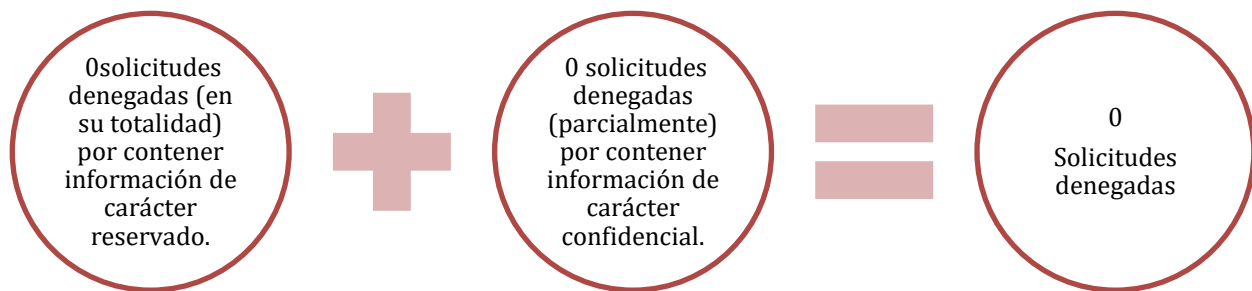 0solicitudes
denegadas (en
su totalidad)
por contener
información de
carácter
reservado.
0 solicitudes
denegadas
(parcialmente)
por contener
información de
carácter
confidencial.
0
Solicitudes
denegadas